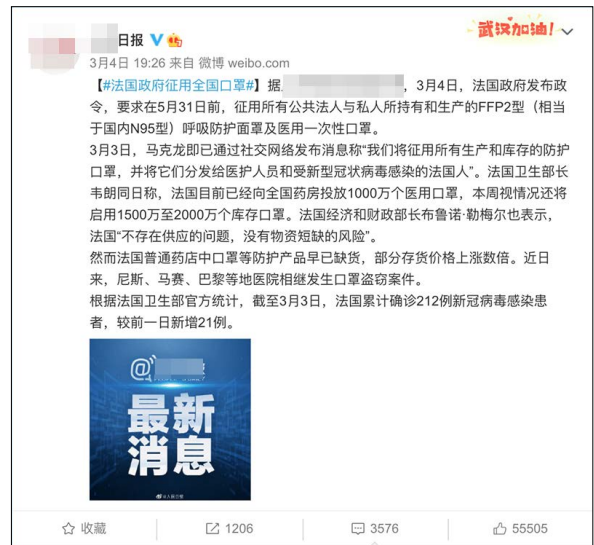 日报
武汉加油!
3月4日 19:26 来自 微博 weibo.com
【#法国政府征用全国口罩#】据 ，3月4日，法国政府发布政
令，要求在5月31日前，征用所有公共法人与私人所持有和生产的FFP2型（相当
于国内N95型）呼吸防护面罩及医用一次性口罩。
3月3日，马克龙即已通过社交网络发布消息称“我们将征用所有生产和库存的防护
口罩，并将它们分发给医护人员和受新型冠状病毒感染的法国人”。法国卫生部长
韦朗同日称，法国目前已经向全国药房投放1000万个医用口罩，本周视情况还将
启用1500万至2000万个库存口罩。法国经济和财政部长布鲁诺·勒梅尔也表示，
法国“不存在供应的问题，没有物资短缺的风险”。
然而法国普通药店中口罩等防护产品早已缺货，部分存货价格上涨数倍。近日
来，尼斯、马赛、巴黎等地医院相继发生口罩盗窃案件。
根据法国卫生部官方统计，截至3月3日，法国累计确诊212例新冠病毒感染患
者，较前一日新增21例。
@
最新
消息
收藏
1206
3576
55505